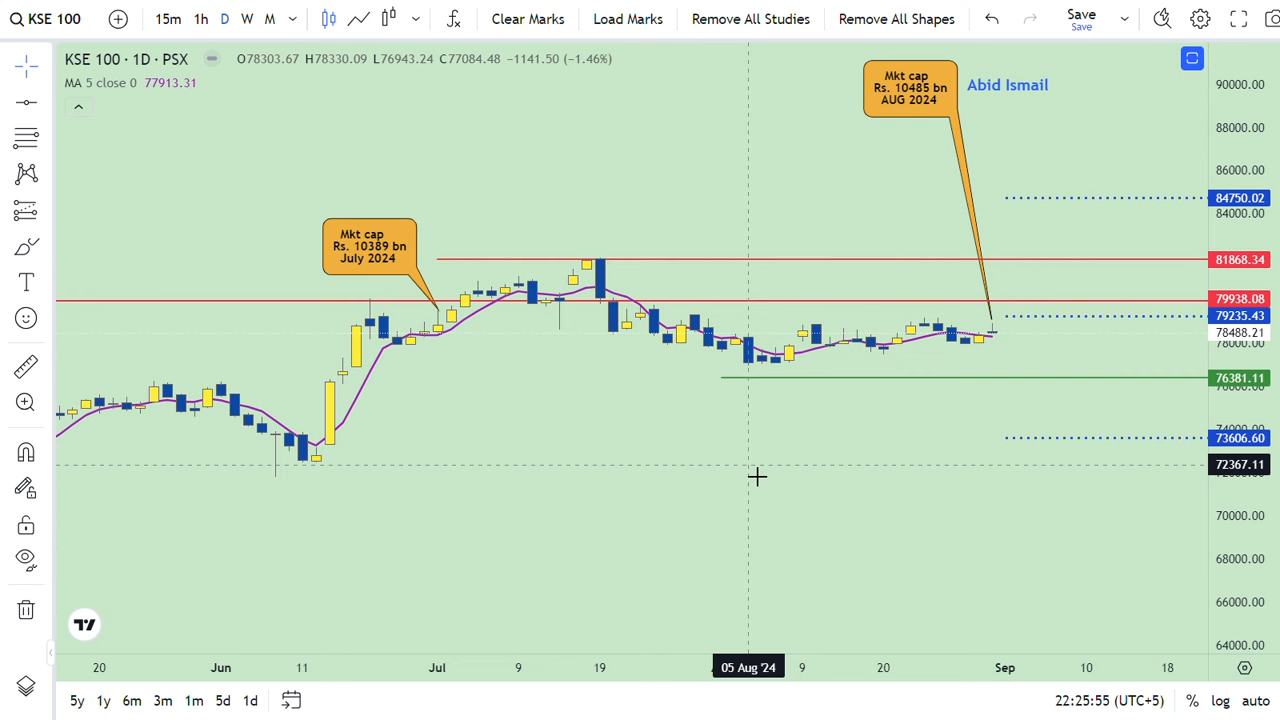 KSE 100
15m 1h D W M
Clear Marks
Load Marks
Remove All Studies
Remove All Shapes
Save
Save
KSE 100 · 1D · PSX
O78303.67 H78330.09 L76943.24 C77084.48 −1141.50 (−1.46%)
MA 5 close 0 77913.31
Mkt cap
Rs. 10485 bn
AUG 2024
Abid Ismail
Mkt cap
Rs. 10389 bn
July 2024
90000.00
88000.00
86000.00
84750.02
84000.00
81868.34
79938.08
79235.43
78488.21
78000.00
76381.11
73606.60
72367.11
70000.00
68000.00
66000.00
64000.00
20 Jun 11 Jul 9 19 05 Aug '24 9 20 Sep 10 18
5y 1y 6m 3m 1m 5d 1d
22:25:55 (UTC+5) % log auto